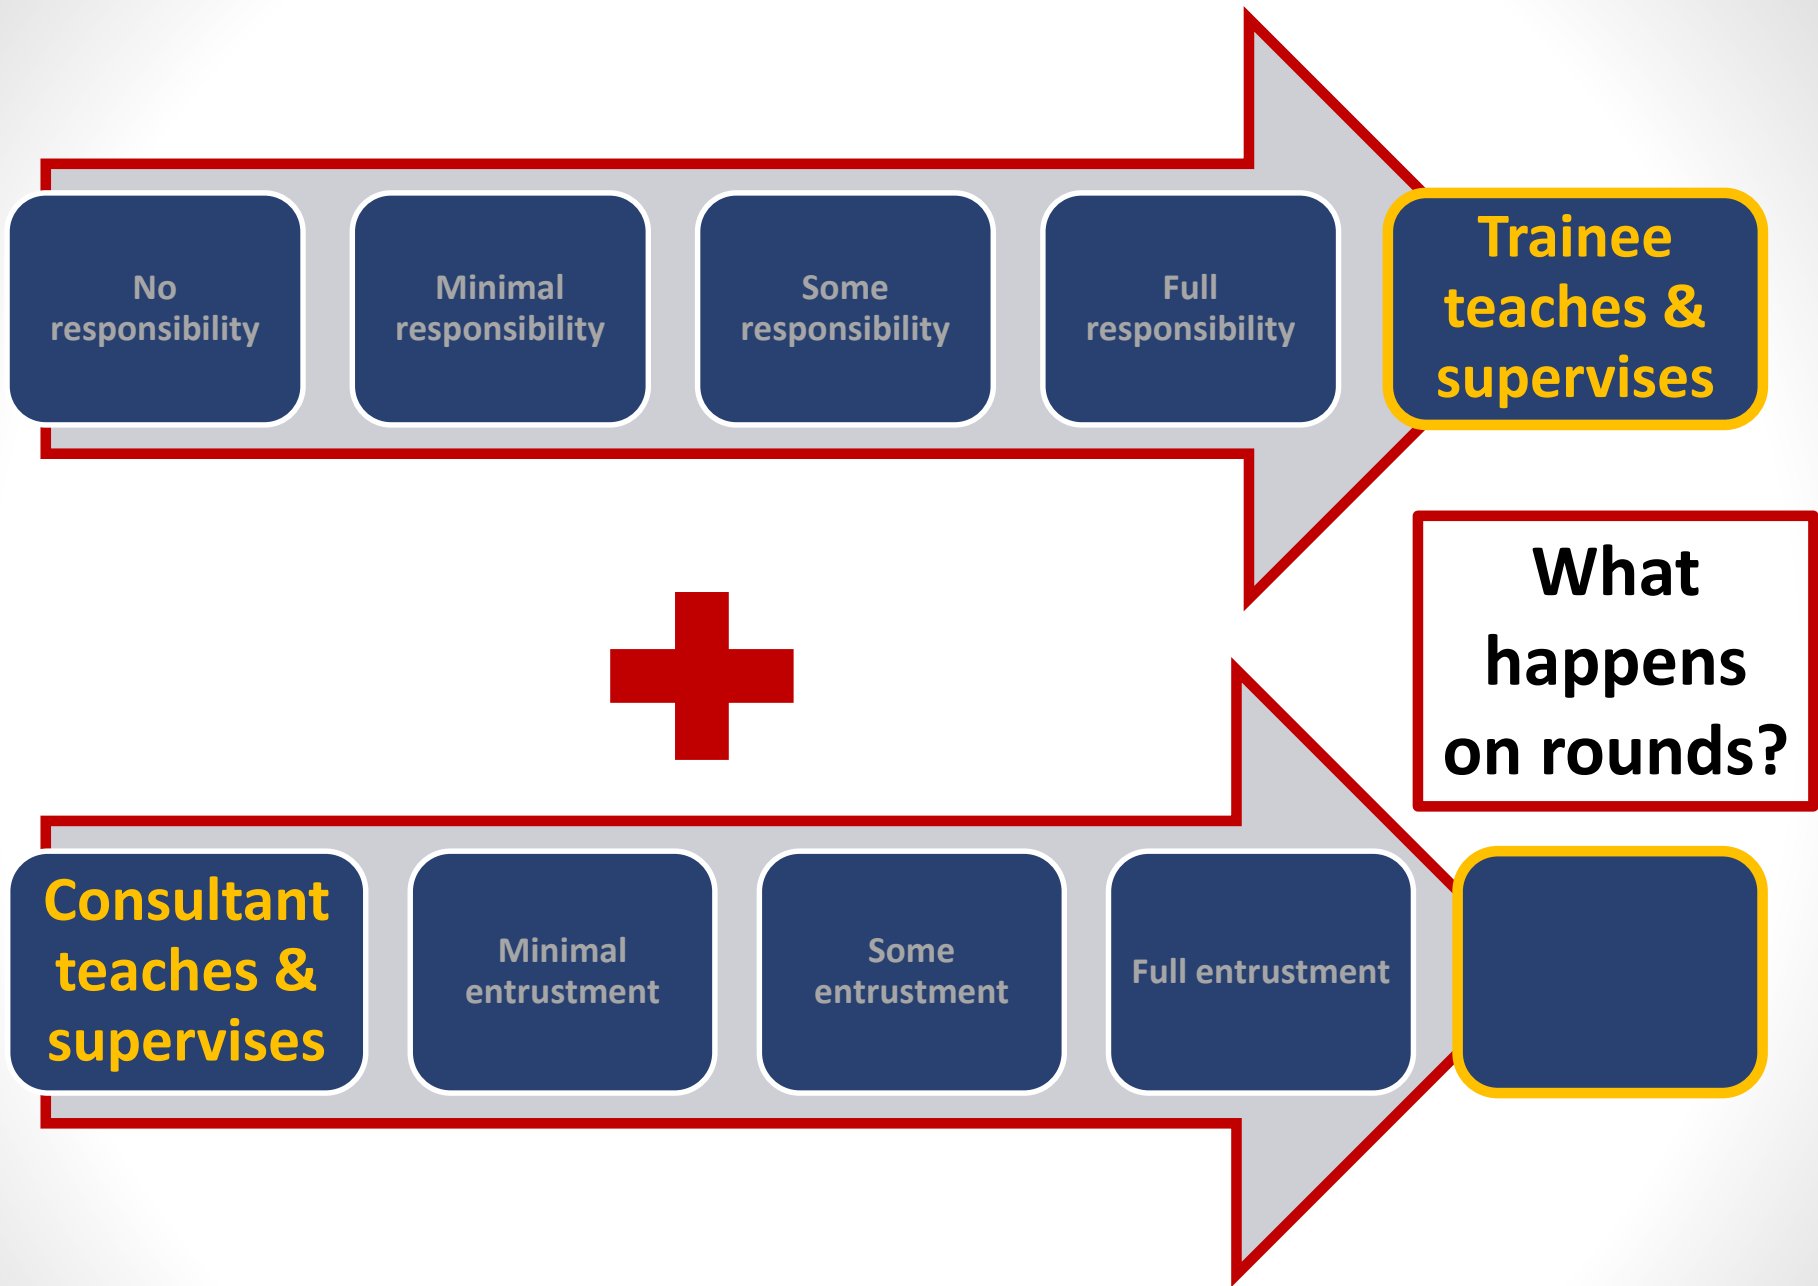 No
responsibility
Minimal
responsibility
Some
responsibility
Full
responsibility
Trainee
teaches &
supervises
What
happens
on rounds?
Consultant
teaches &
supervises
Minimal
entrustment
Some
entrustment
Full entrustment